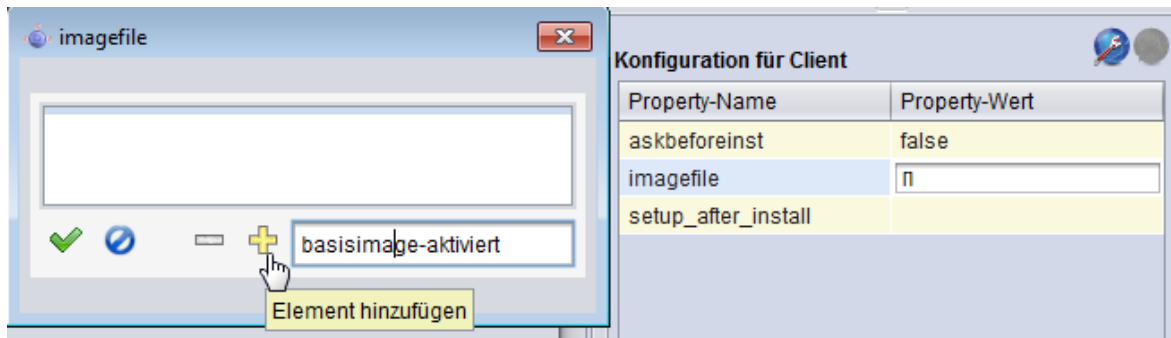 imagefile
basisimage-aktiviert
Element hinzufügen
Konfiguration für Client
Property-Name Property-Wert
askbeforeinst false
imagefile []
setup_after_install